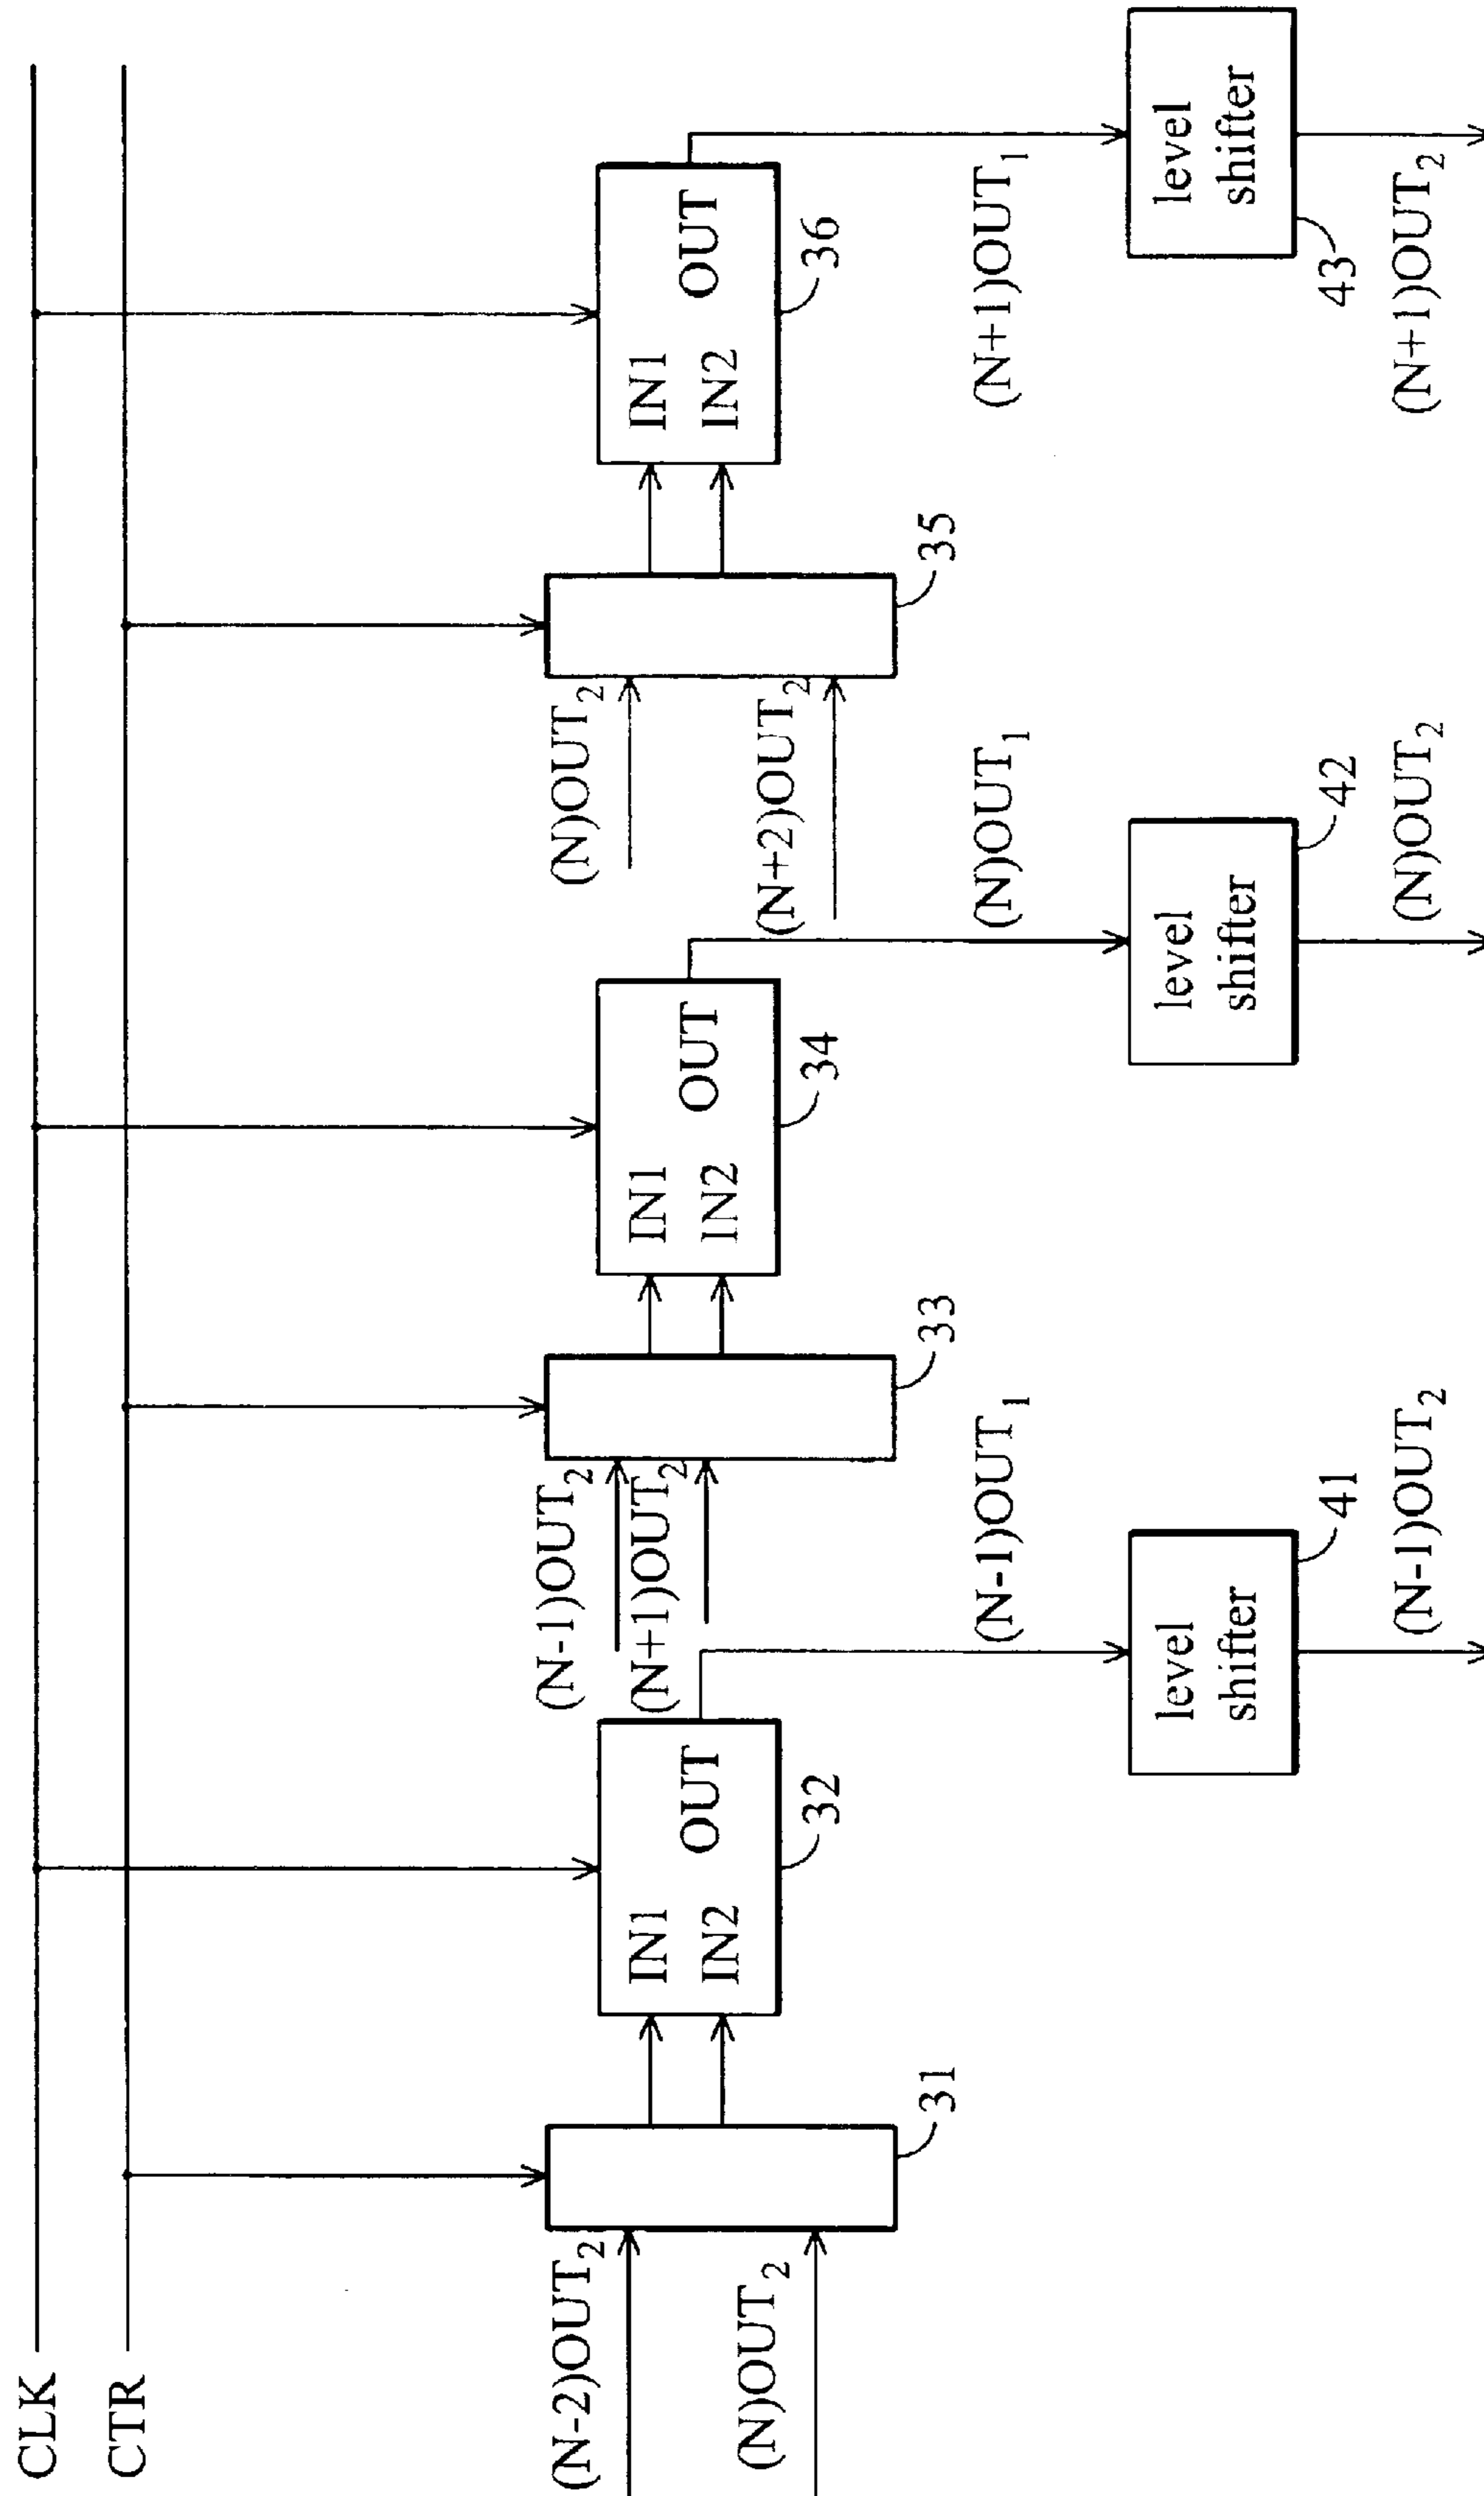 CLK
CTR
(N-2)OUT2
(N)OUT2
31
IN1
IN2
OUT
32
(N-1)OUT2
(N+1)OUT2
33
IN1
IN2
OUT
34
(N)OUT2
(N+2)OUT2
35
IN1
IN2
OUT
36
(N-1)OUT1
(N)OUT1
(N+1)OUT1
level
shifter
41
level
shifter
42
level
shifter
43
(N-1)OUT2
(N)OUT2
(N+1)OUT2